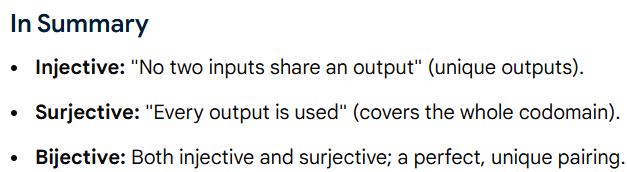 In Summary
• Injective: "No two inputs share an output" (unique outputs).
• Surjective: "Every output is used" (covers the whole codomain).
• Bijective: Both injective and surjective; a perfect, unique pairing.